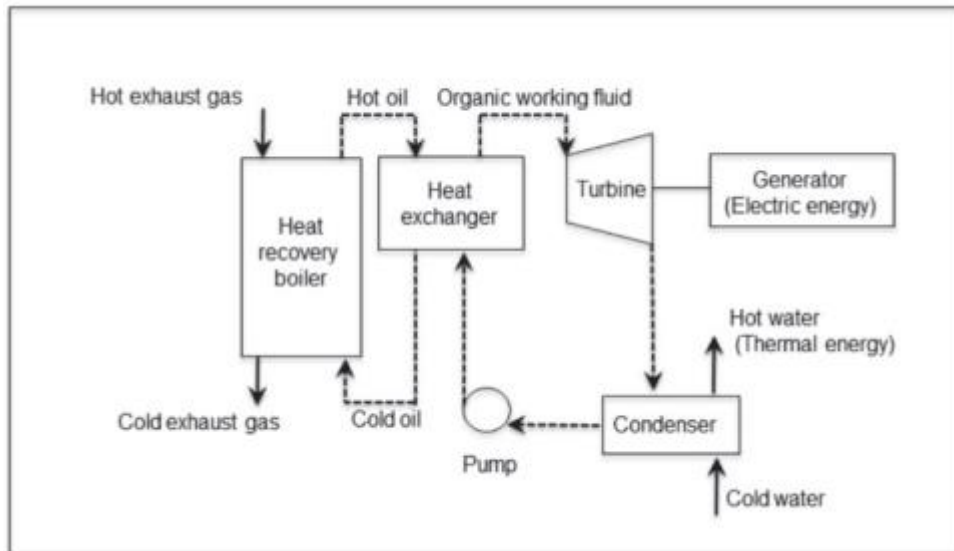 Hot exhaust gas
Hot oil
Organic working fluid
Heat
recovery
boiler
Heat
exchanger
Turbine
Generator
(Electric energy)
Hot water
(Thermal energy)
Cold exhaust gas
Cold oil
Pump
Condenser
Cold water